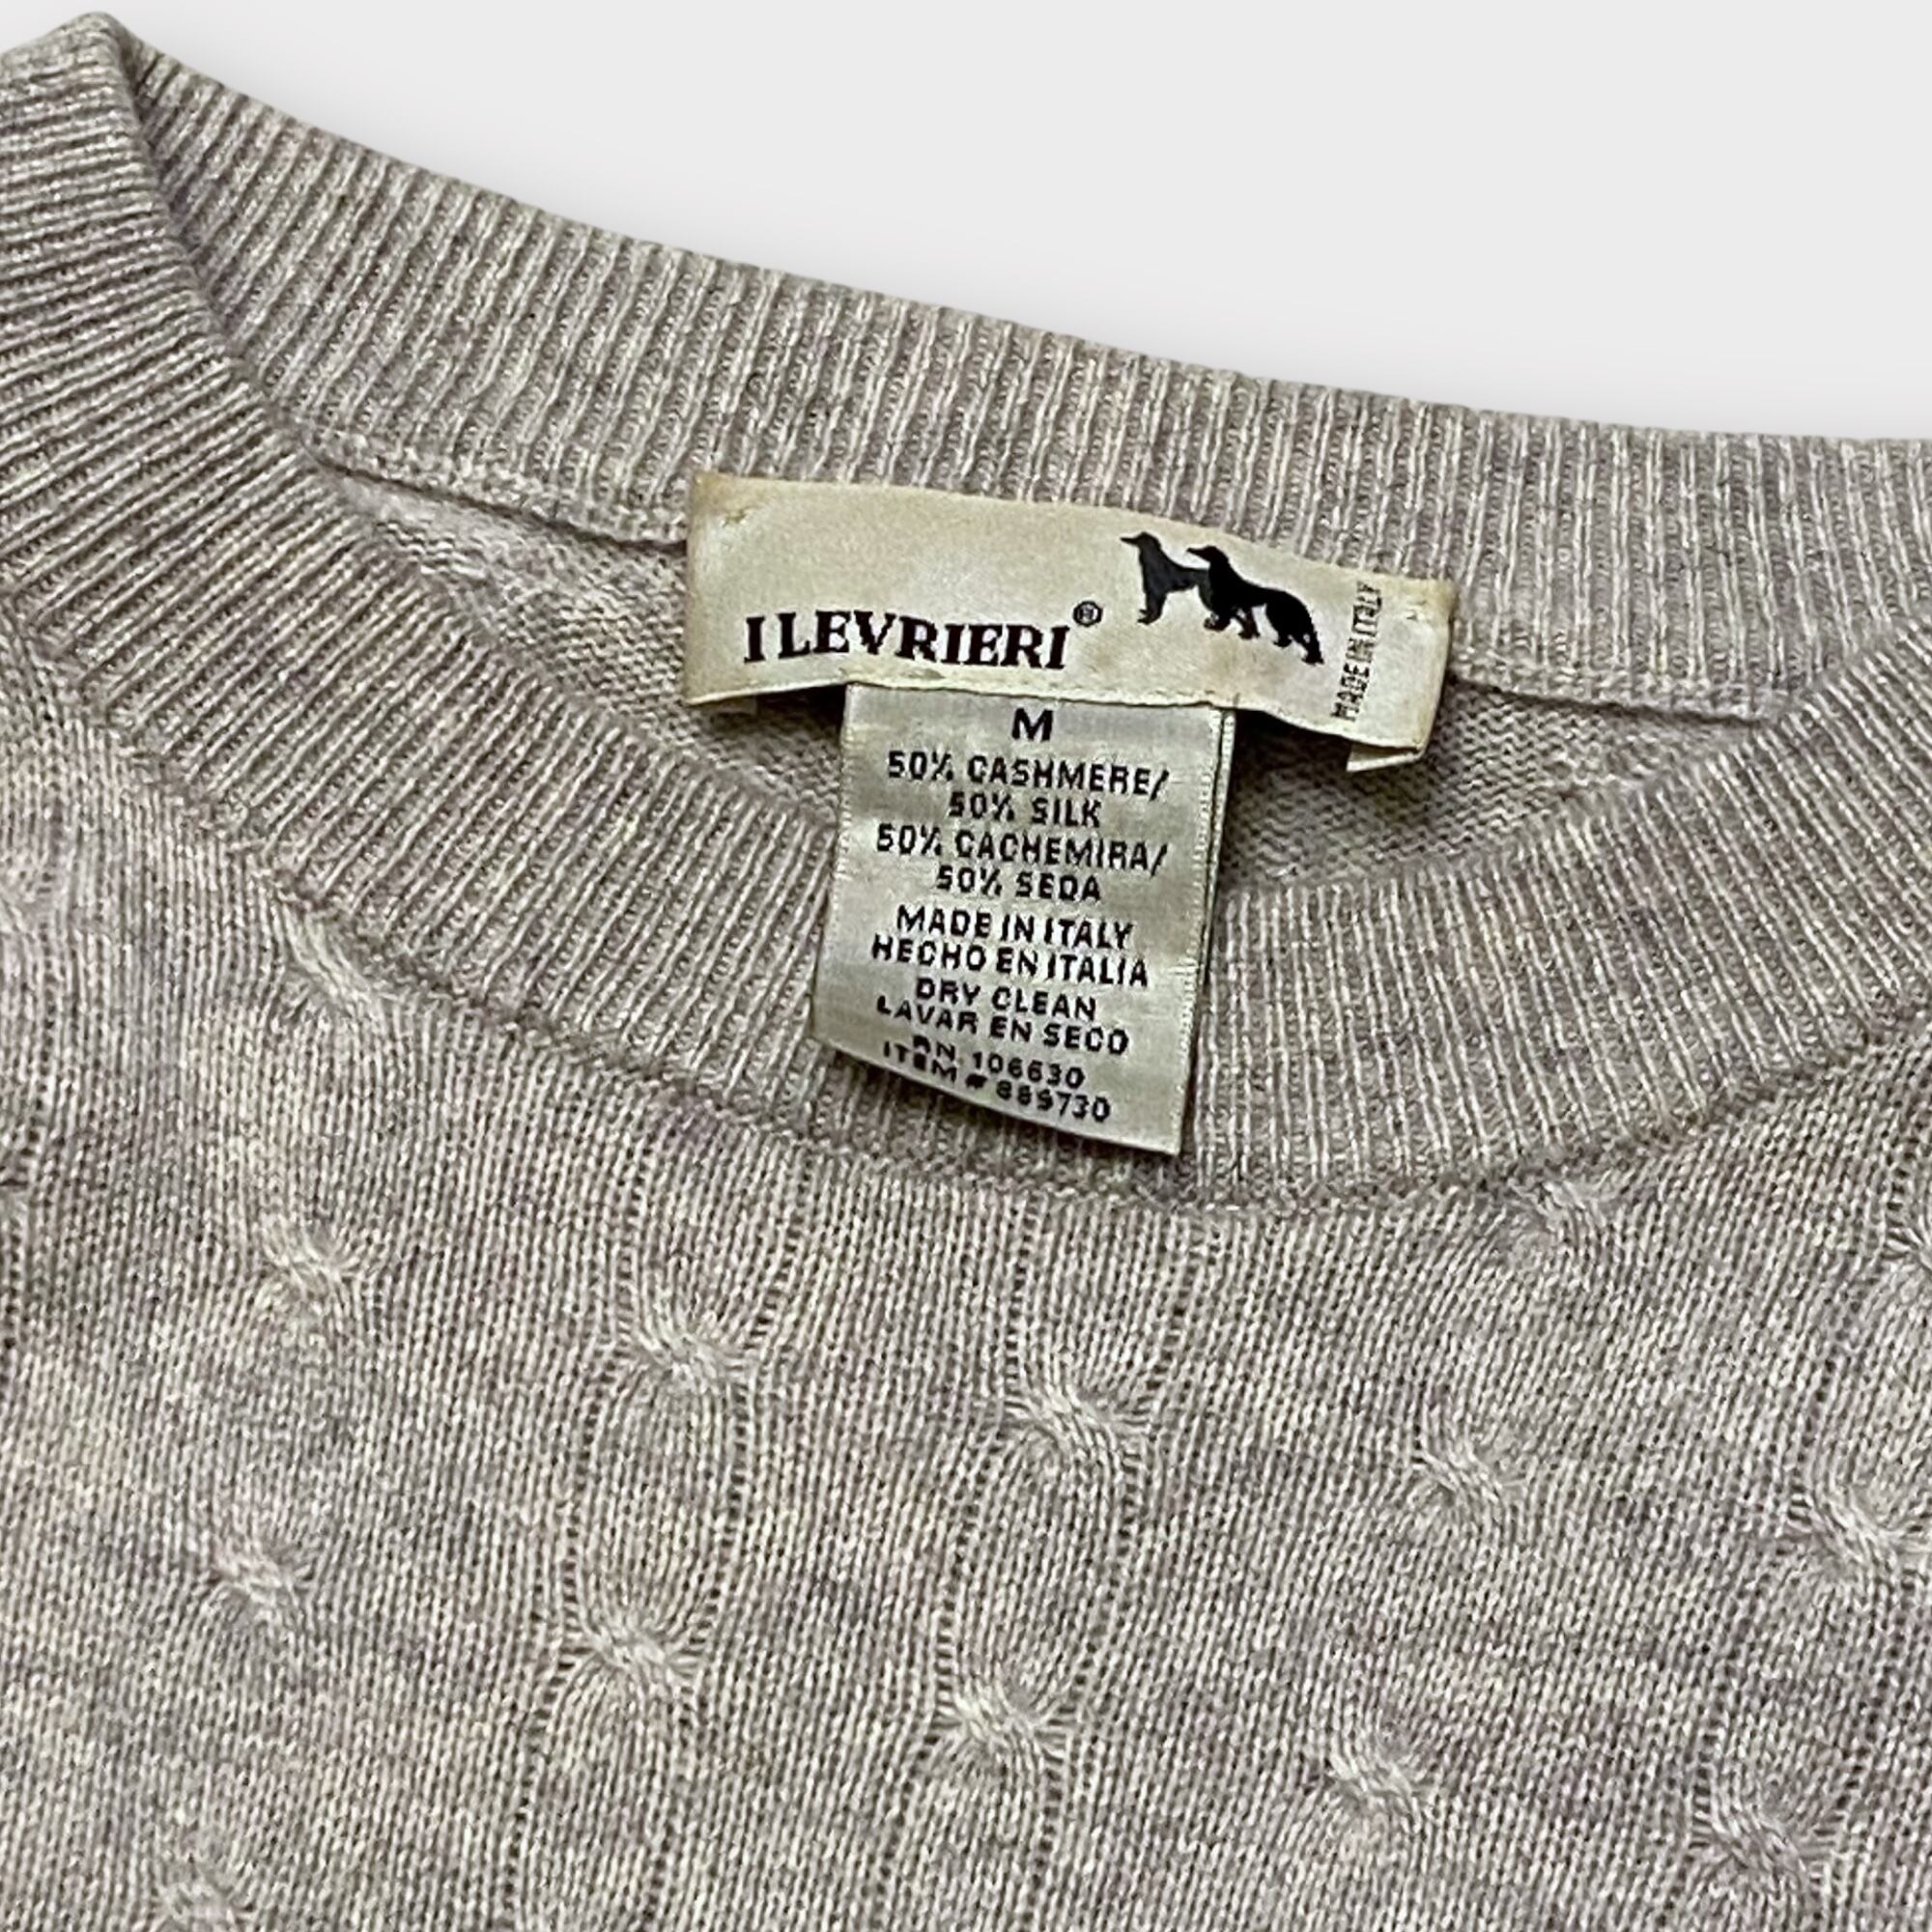 I LEVRIERI®
MADE IN ITALY
M
50% CASHMERE/
50% SILK
50% CACHEMIRA/
50% SEDA
MADE IN ITALY
HECHO EN ITALIA
DRY CLEAN
LAVAR EN SECO
RN 106630
ITEM # 889730